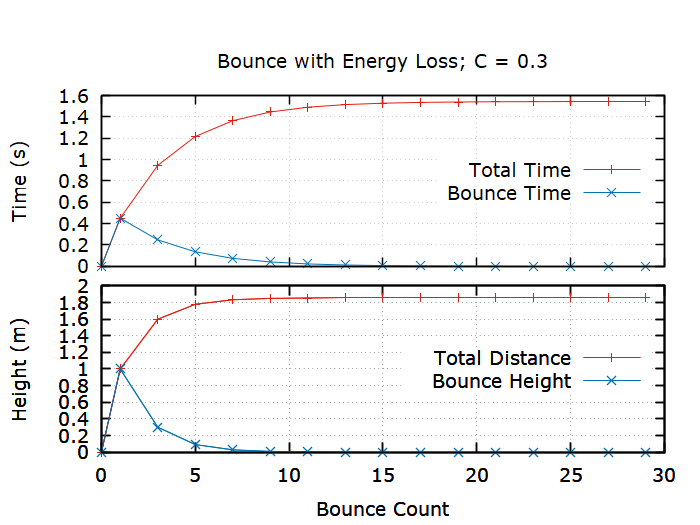 Bounce with Energy Loss; C = 0.3
1.6
1.4
1.2
1
0.8
0.6
0.4
0.2
0
Time (s)
Total Time
Bounce Time
2
1.8
1.6
1.4
1.2
1
0.8
0.6
0.4
0.2
0
Height (m)
Total Distance
Bounce Height
0 5 10 15 20 25 30
Bounce Count